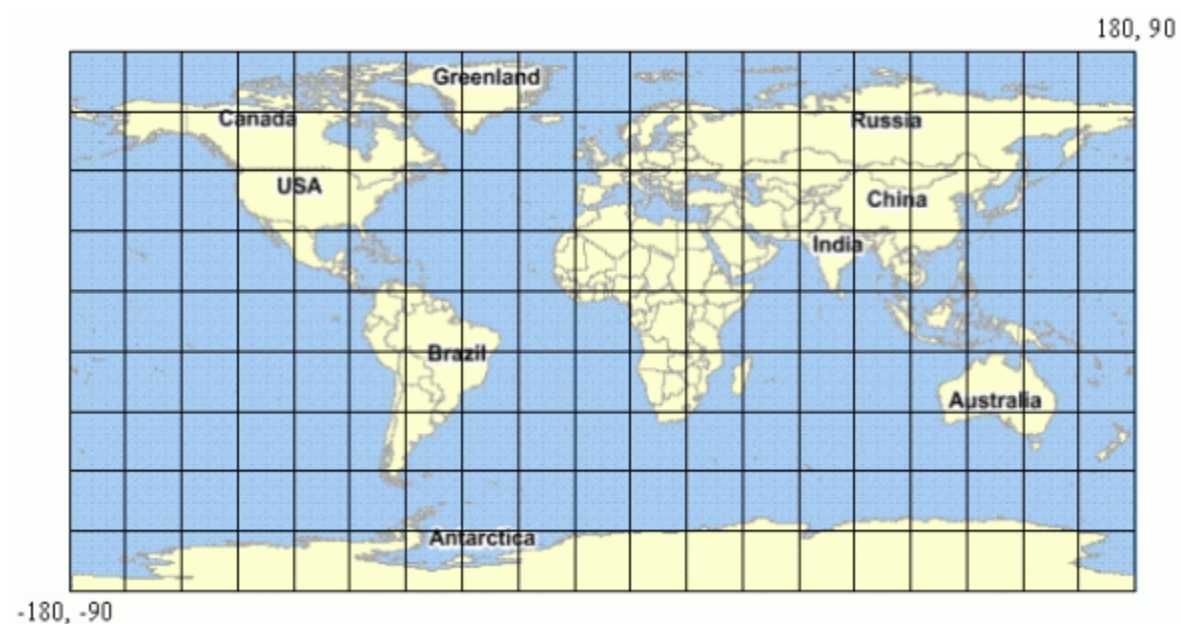 180, 90
Greenland
Canada
Russia
USA
China
India
Brazil
Australia
Antarctica
-180, -90